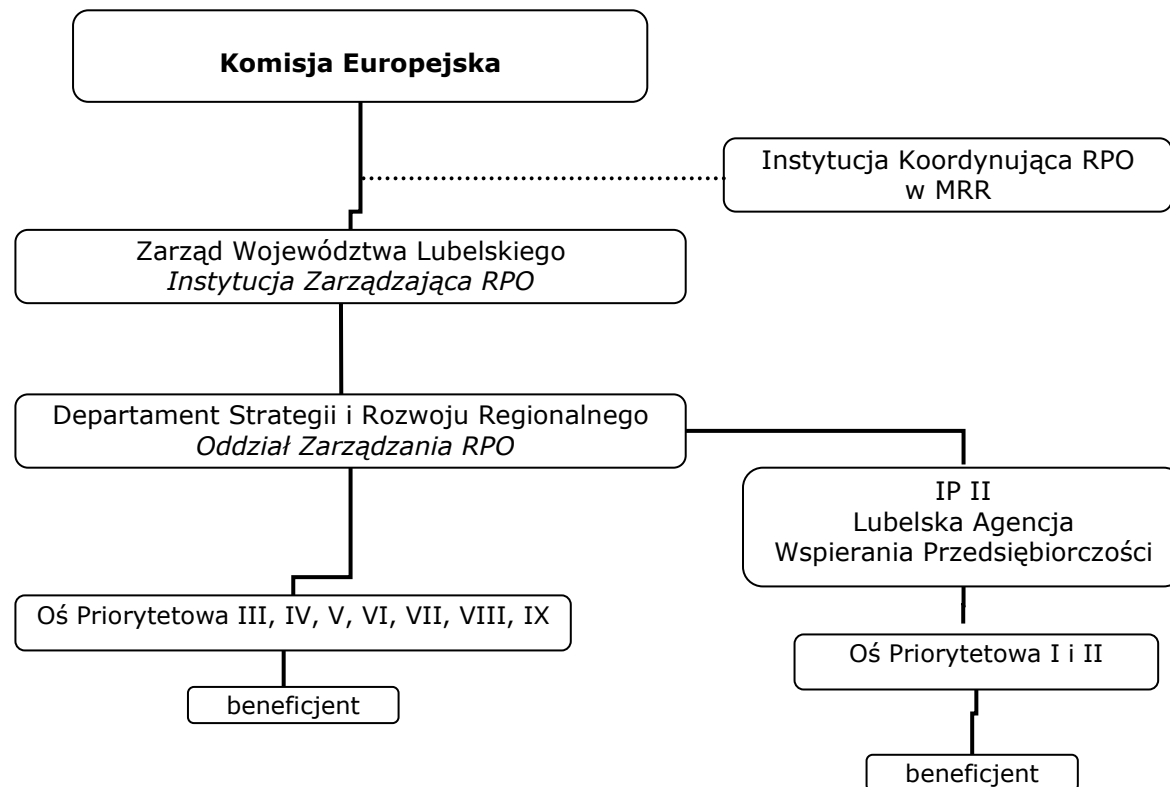 Komisja Europejska
Instytucja Koordynująca RPO
w MRR
Zarząd Województwa Lubelskiego
Instytucja Zarządzająca RPO
Departament Strategii i Rozwoju Regionalnego
Oddział Zarządzania RPO
IP II
Lubelska Agencja
Wspierania Przedsiębiorczości
Oś Priorytetowa III, IV, V, VI, VII, VIII, IX
Oś Priorytetowa I i II
beneficjent
beneficjent